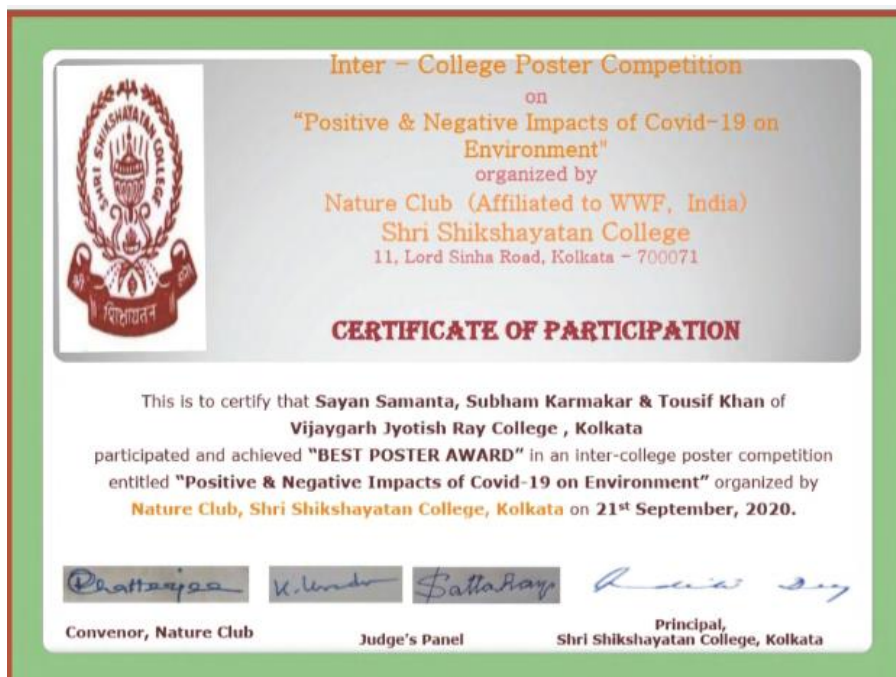 Inter - College Poster Competition
on
"Positive & Negative Impacts of Covid-19 on
Environment"
organized by
Nature Club (Affiliated to WWF, India)
Shri Shikshayatan College
11, Lord Sinha Road, Kolkata - 700071
SHRI SHIKSHAYATAN COLLEGE
श्री शिक्षायतन
CERTIFICATE OF PARTICIPATION
This is to certify that Sayan Samanta, Subham Karmakar & Tousif Khan of
Vijaygarh Jyotish Ray College , Kolkata
participated and achieved "BEST POSTER AWARD" in an inter-college poster competition
entitled "Positive & Negative Impacts of Covid-19 on Environment" organized by
Nature Club, Shri Shikshayatan College, Kolkata on 21st September, 2020.
Chatterjee
Convenor, Nature Club
Judge's Panel
Principal,
Shri Shikshayatan College, Kolkata